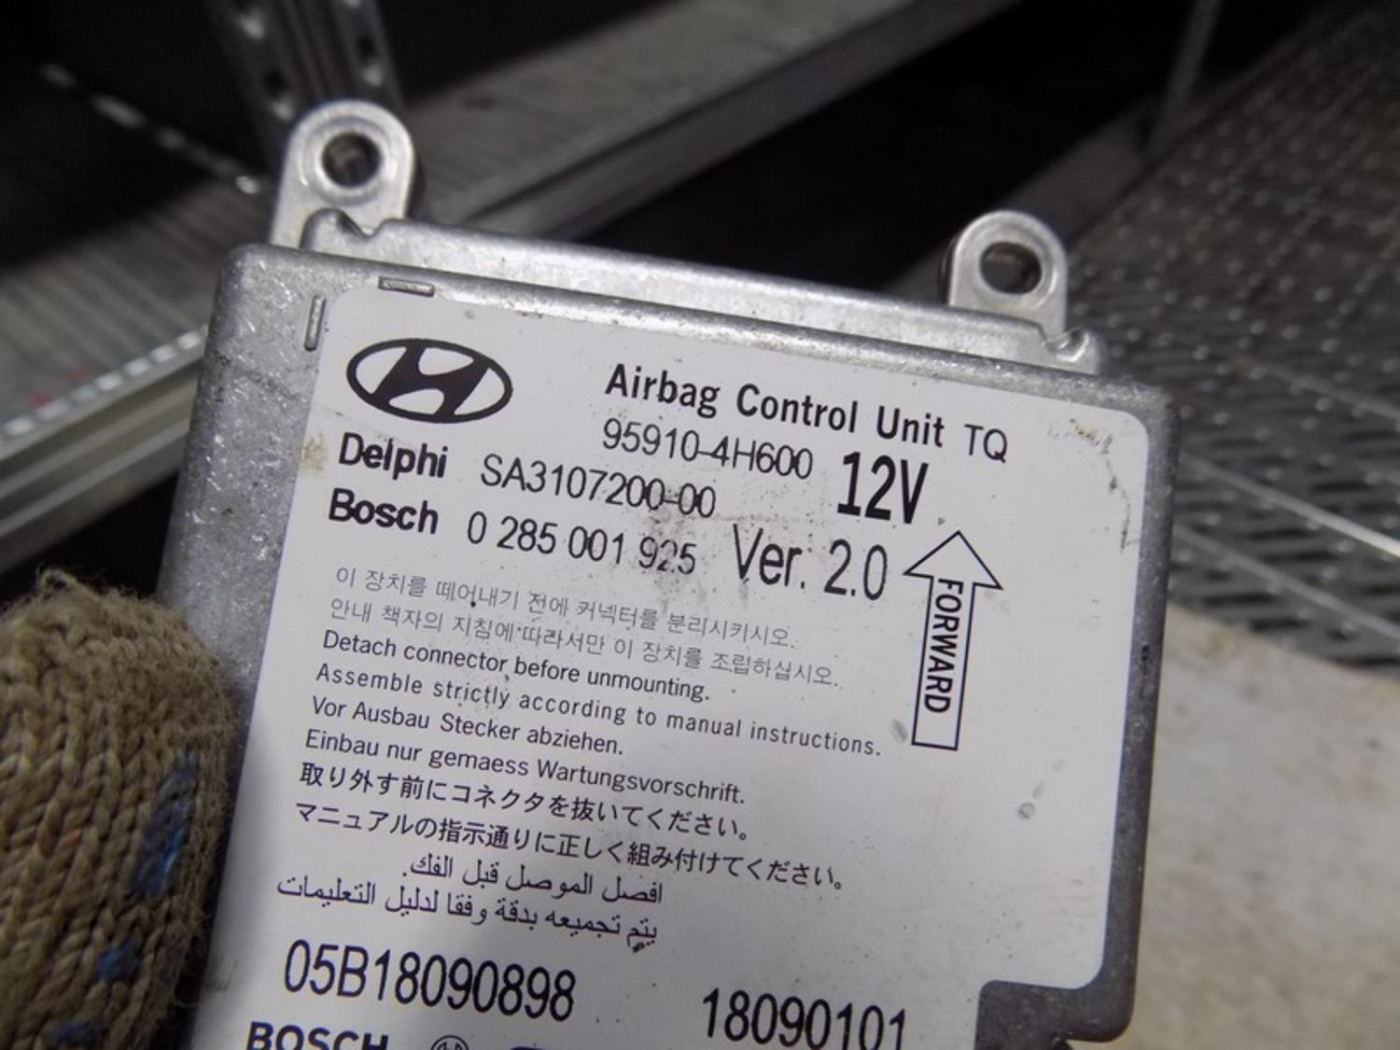 Airbag Control Unit TQ
95910-4H600 12V
Delphi SA3107200-00
Bosch 0 285 001 925 Ver. 2.0
FORWARD
이 장치를 떼어내기 전에 커넥터를 분리시키시오.
안내 책자의 지침에 따라서만 이 장치를 조립하십시오.
Detach connector before unmounting.
Assemble strictly according to manual instructions.
Vor Ausbau Stecker abziehen.
Einbau nur gemaess Wartungsvorschrift.
取り外す前にコネクタを抜いてください。
マニュアルの指示通りに正しく組み付けてください。
افصل الموصل قبل الفك.
يتم تجميعه بدقة وفقا لدليل التعليمات
05B18090898 18090101
BOSCH